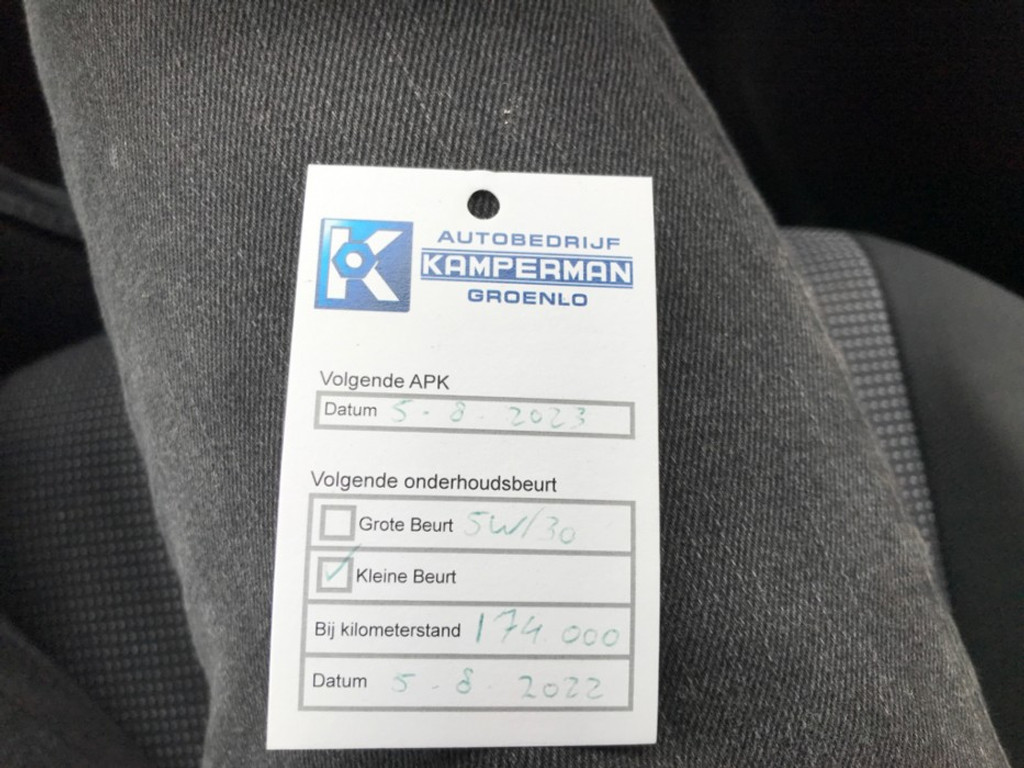 K
AUTOBEDRIJF
KAMPERMAN
GROENLO
Volgende APK
Datum 5 - 8 - 2023
Volgende onderhoudsbeurt
Grote Beurt 5W/30
Kleine Beurt
Bij kilometerstand 174 000
Datum 5 - 8 - 2022